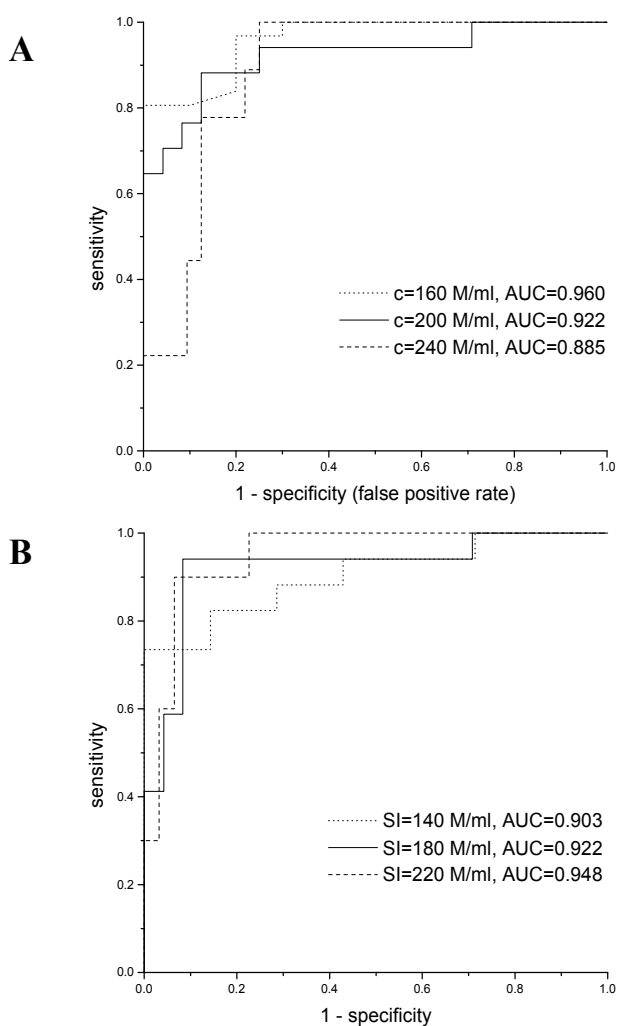 A
1.0
0.8
0.6
0.4
0.2
0.0
sensitivity
c=160 M/ml, AUC=0.960
c=200 M/ml, AUC=0.922
c=240 M/ml, AUC=0.885
0.0 0.2 0.4 0.6 0.8 1.0
1 - specificity (false positive rate)
B
1.0
0.8
0.6
0.4
0.2
0.0
sensitivity
SI=140 M/ml, AUC=0.903
SI=180 M/ml, AUC=0.922
SI=220 M/ml, AUC=0.948
0.0 0.2 0.4 0.6 0.8 1.0
1 - specificity